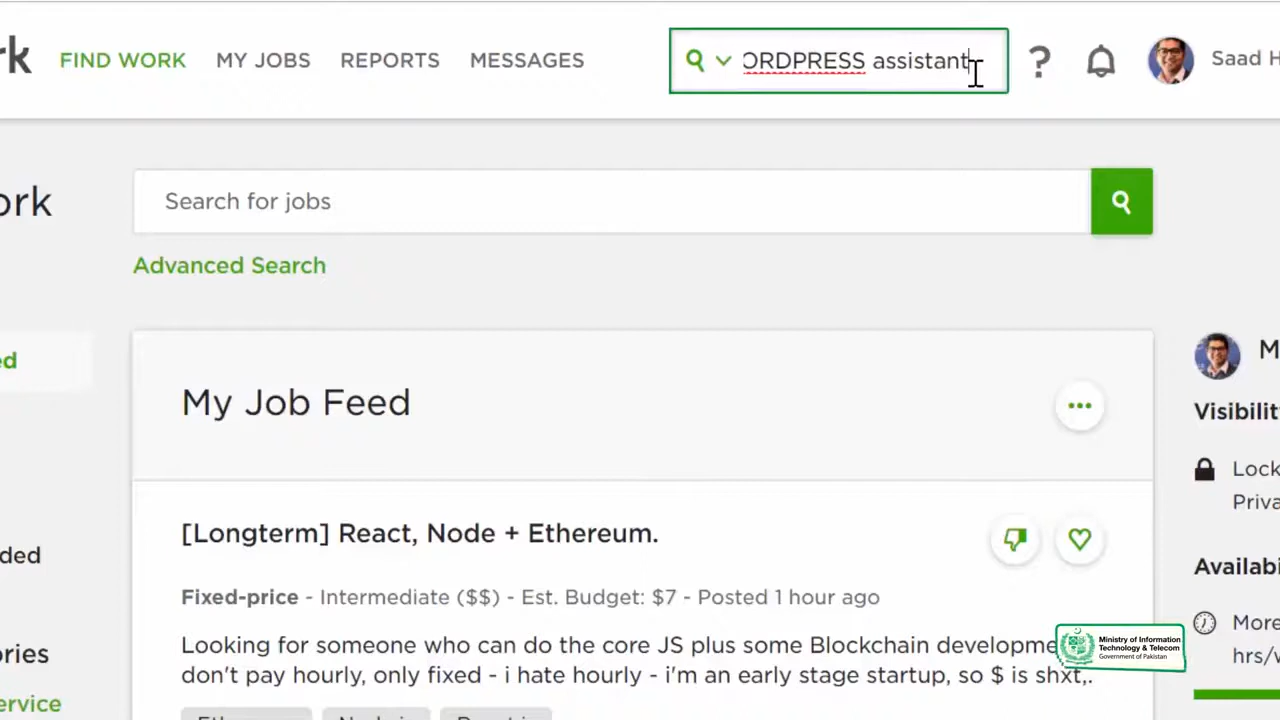 rk FIND WORK MY JOBS REPORTS MESSAGES ORDPRESS assistant ? Saad H
ork
Search for jobs
Advanced Search
ed
My Job Feed
M
Visibilit
Lock
Priva
[Longterm] React, Node + Ethereum.
ded
Availabi
Fixed-price - Intermediate ($$) - Est. Budget: $7 - Posted 1 hour ago
More
hrs/w
Looking for someone who can do the core JS plus some Blockchain developme
don't pay hourly, only fixed - i hate hourly - i'm an early stage startup, so $ is shxt,.
ories
ervice
Ministry of Information
Technology & Telecom
Government of Pakistan